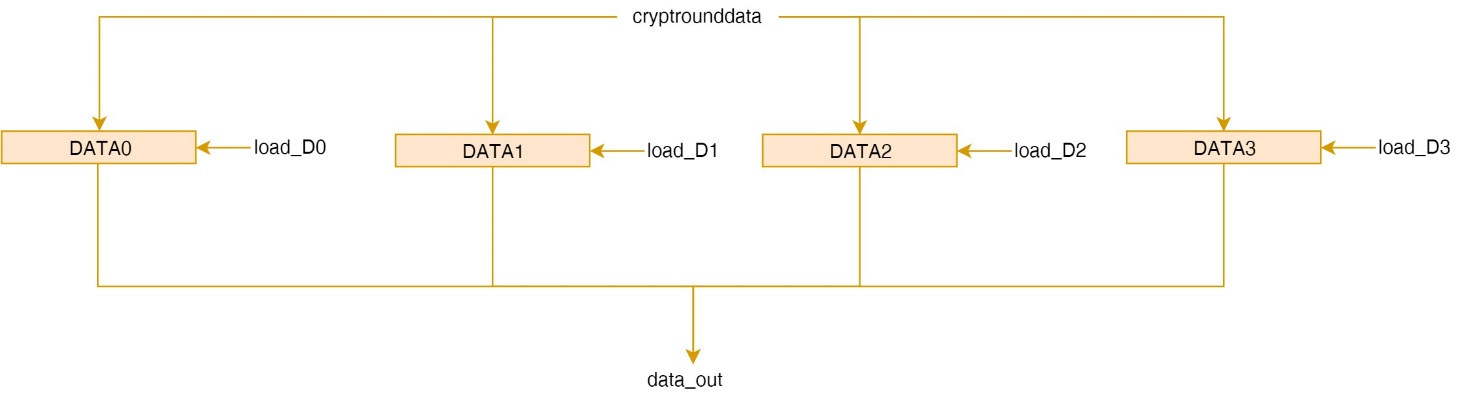 cryptrounddata
DATA0
load_D0
DATA1
load_D1
DATA2
load_D2
DATA3
load_D3
data_out